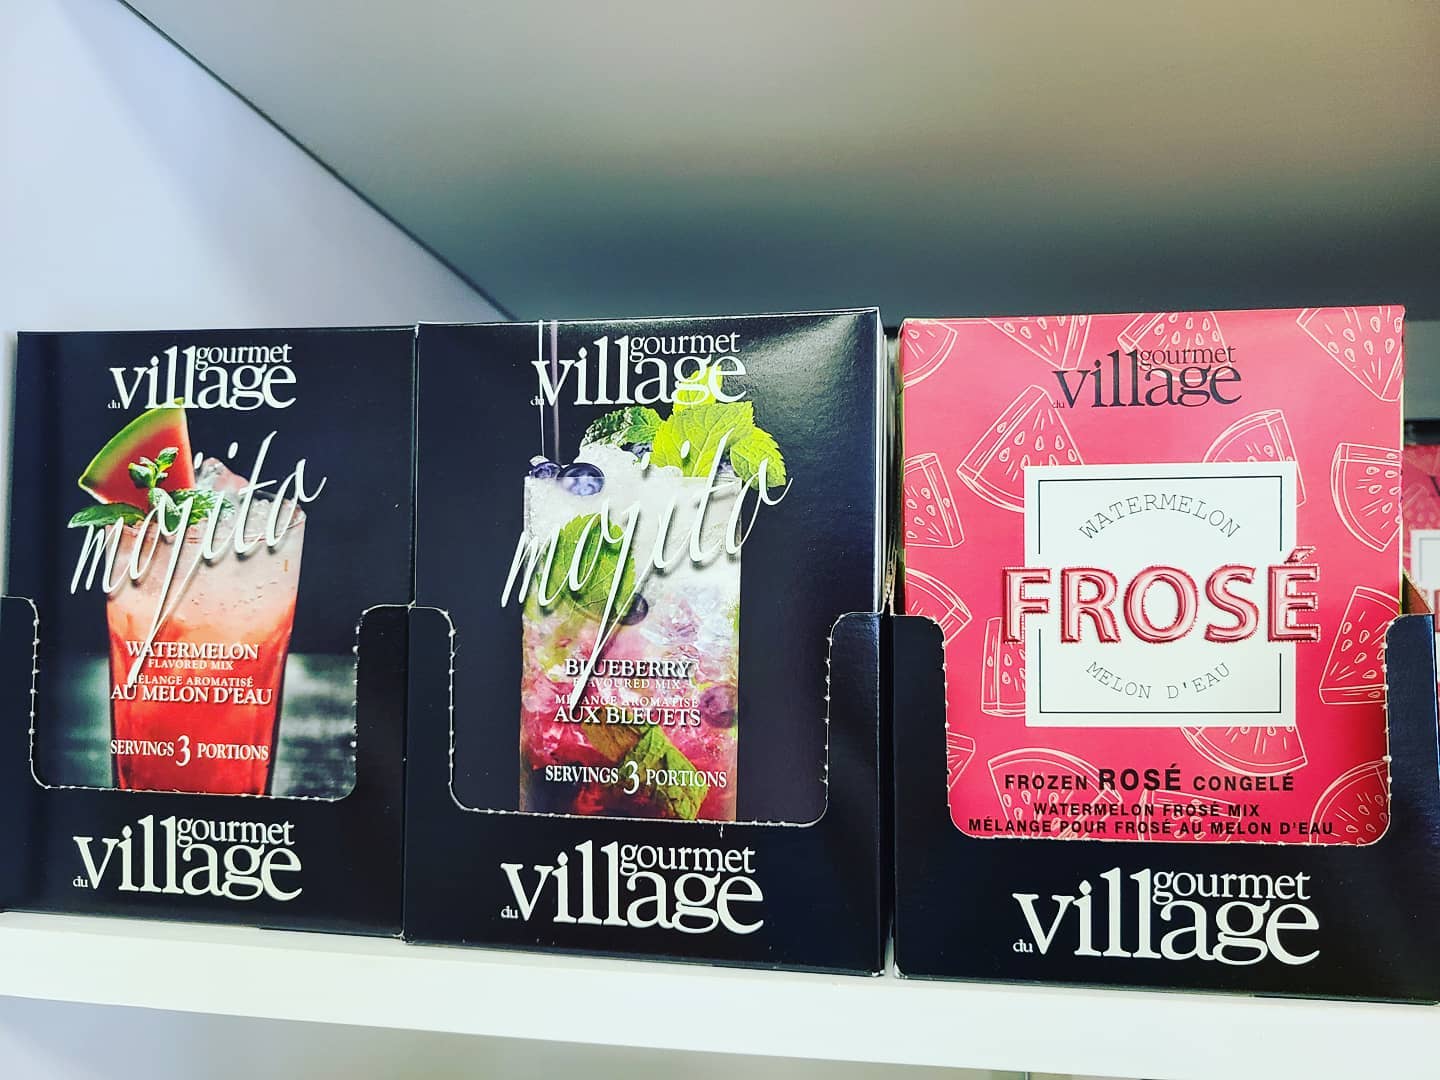 gourmet
du village
mojito
WATERMELON
FLAVORED MIX
MÉLANGE AROMATISÉ
AU MELON D'EAU
SERVINGS 3 PORTIONS
gourmet
du village
gourmet
du village
mojito
BLUEBERRY
FLAVOURED MIX
MÉLANGE AROMATISÉ
AUX BLEUETS
SERVINGS 3 PORTIONS
gourmet
du village
gourmet
du village
WATERMELON
FROSÉ
MELON D'EAU
FROZEN ROSÉ CONGELÉ
WATERMELON FROSÉ MIX
MÉLANGE POUR FROSÉ AU MELON D'EAU
gourmet
du village